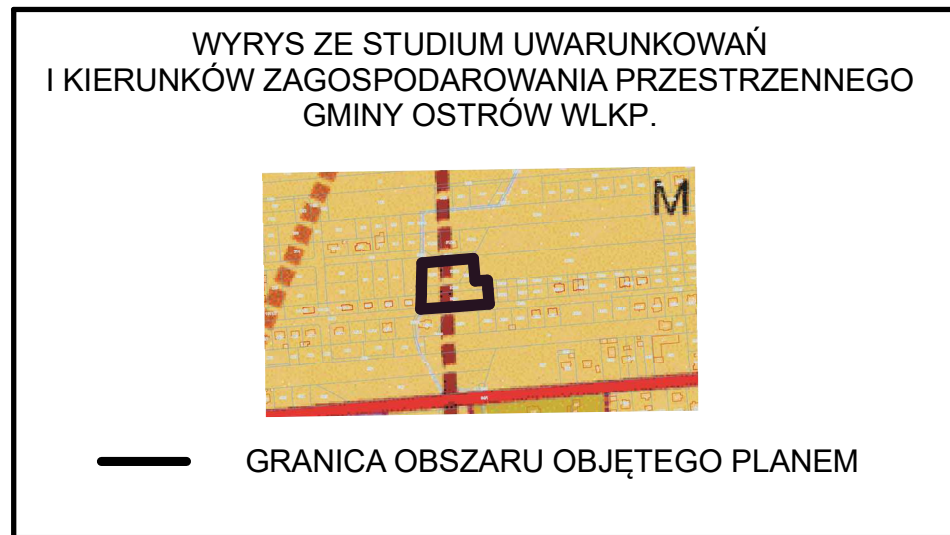 WYRYS ZE STUDIUM UWARUNKOWAŃ
I KIERUNKÓW ZAGOSPODAROWANIA PRZESTRZENNEGO
GMINY OSTRÓW WLKP.
M
GRANICA OBSZARU OBJĘTEGO PLANEM